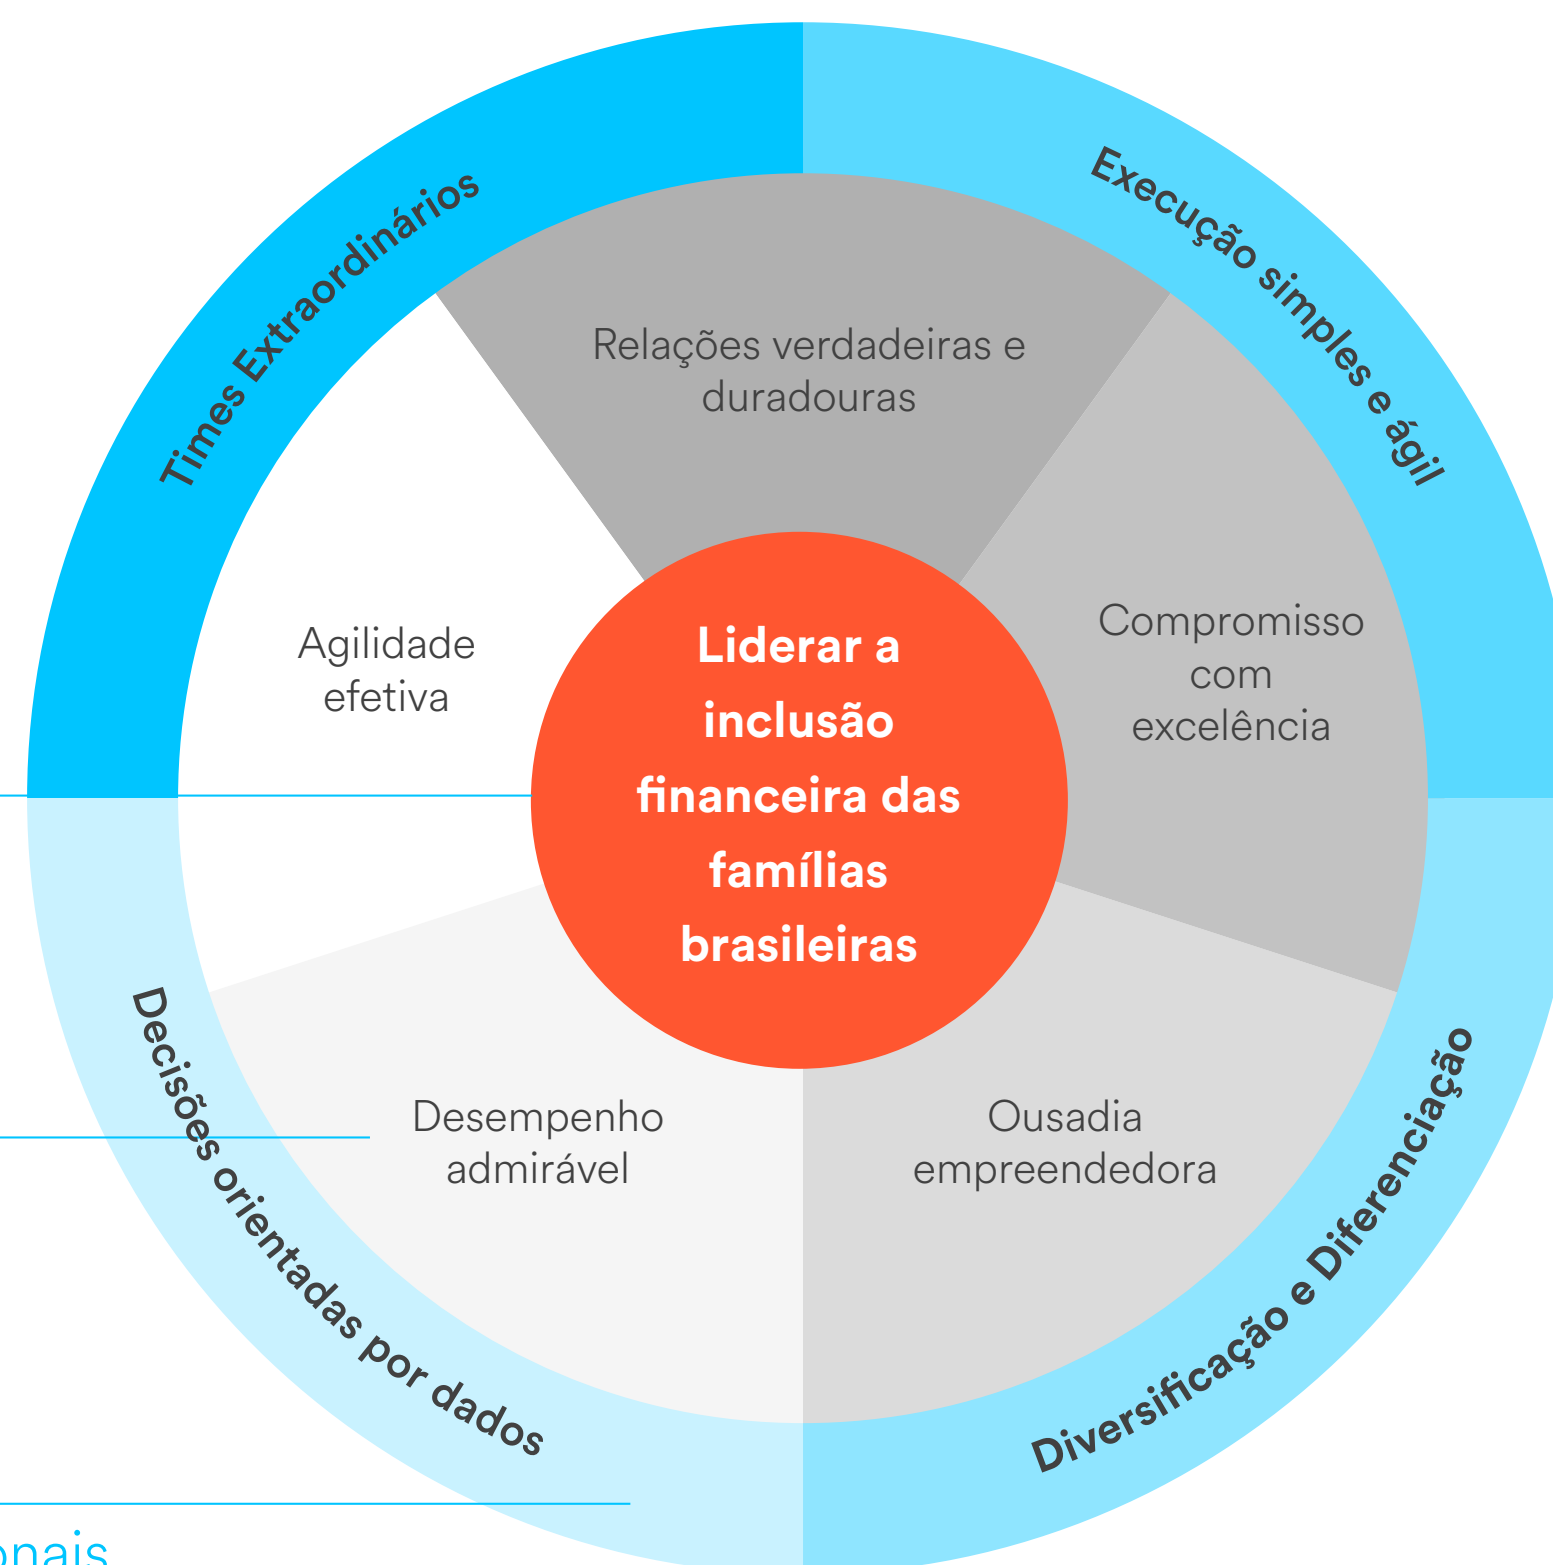 Times Extraordinários
Execução simples e ágil
Relações verdadeiras e
duradouras
Agilidade
efetiva
Compromisso
com
excelência
Liderar a
inclusão
financeira das
famílias
brasileiras
Desempenho
admirável
Ousadia
empreendedora
Decisões orientadas por dados
Diversificação e Diferenciação